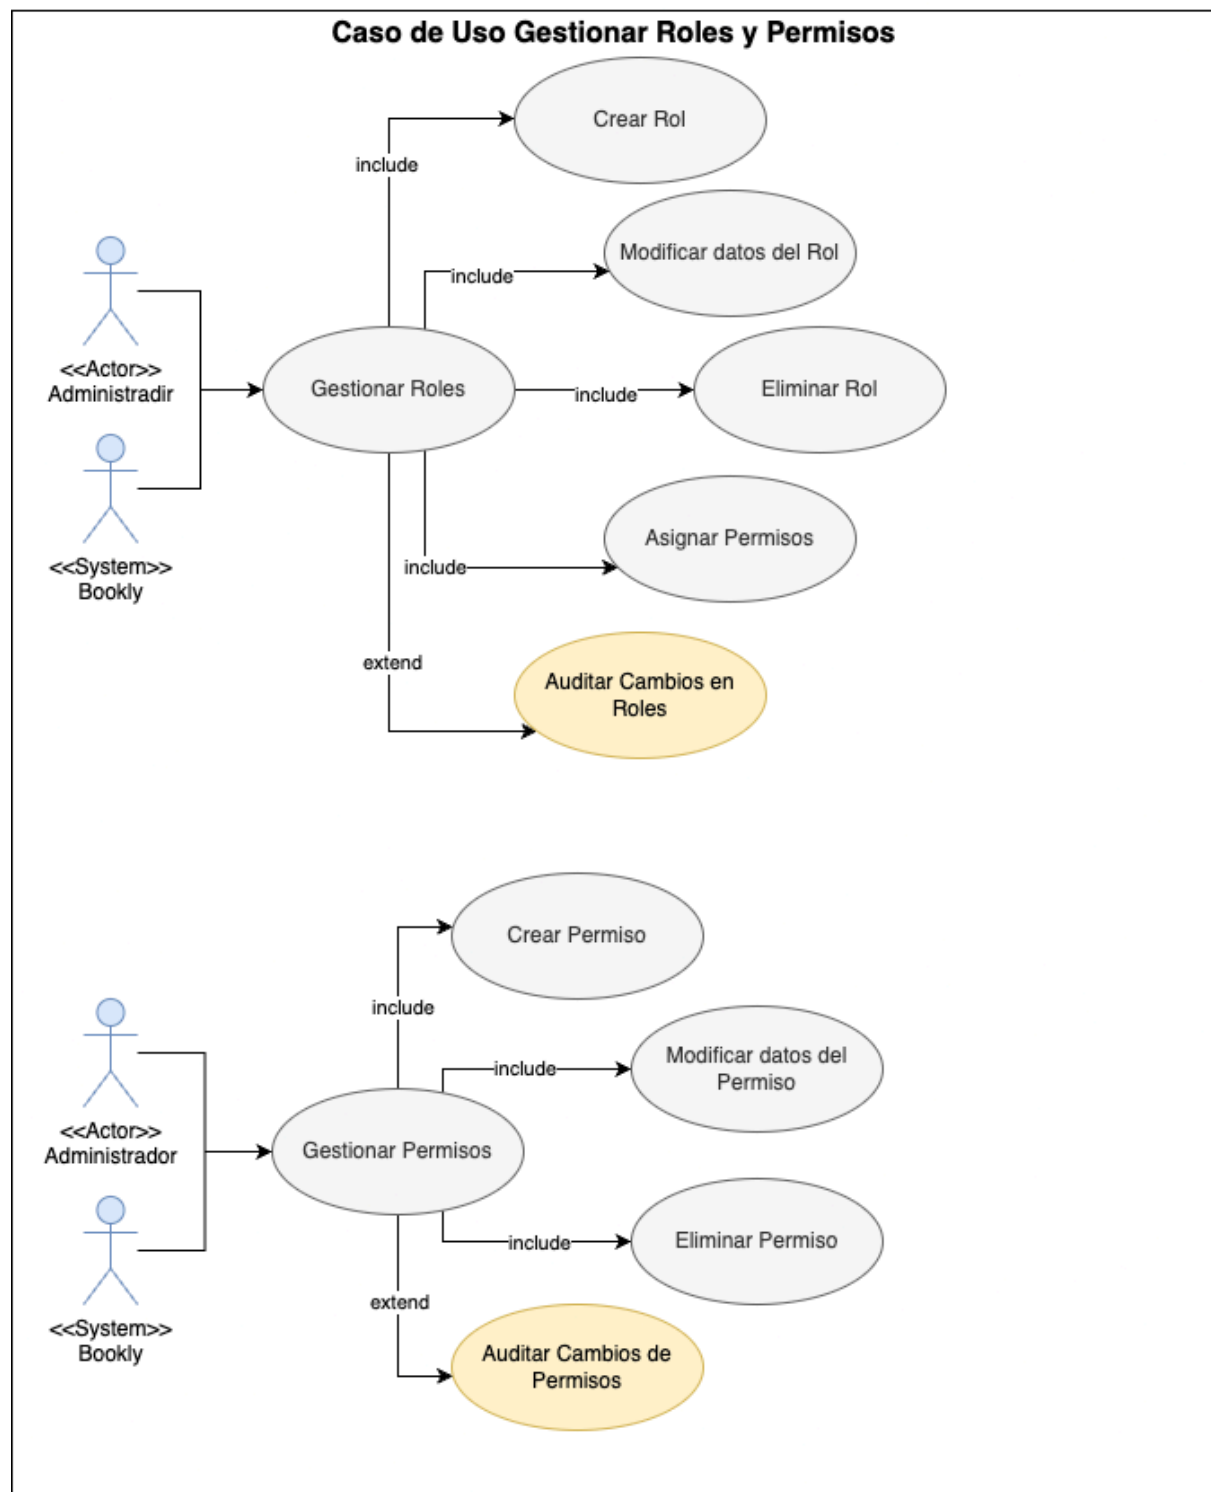 Caso de Uso Gestionar Roles y Permisos
Crear Rol
include
Modificar datos del Rol
include
<<Actor>>
Administradir
Gestionar Roles
include
Eliminar Rol
<<System>>
Bookly
include
Asignar Permisos
extend
Auditar Cambios en
Roles
Crear Permiso
include
Modificar datos del
Permiso
include
<<Actor>>
Administrador
Gestionar Permisos
include
Eliminar Permiso
<<System>>
Bookly
extend
Auditar Cambios de
Permisos